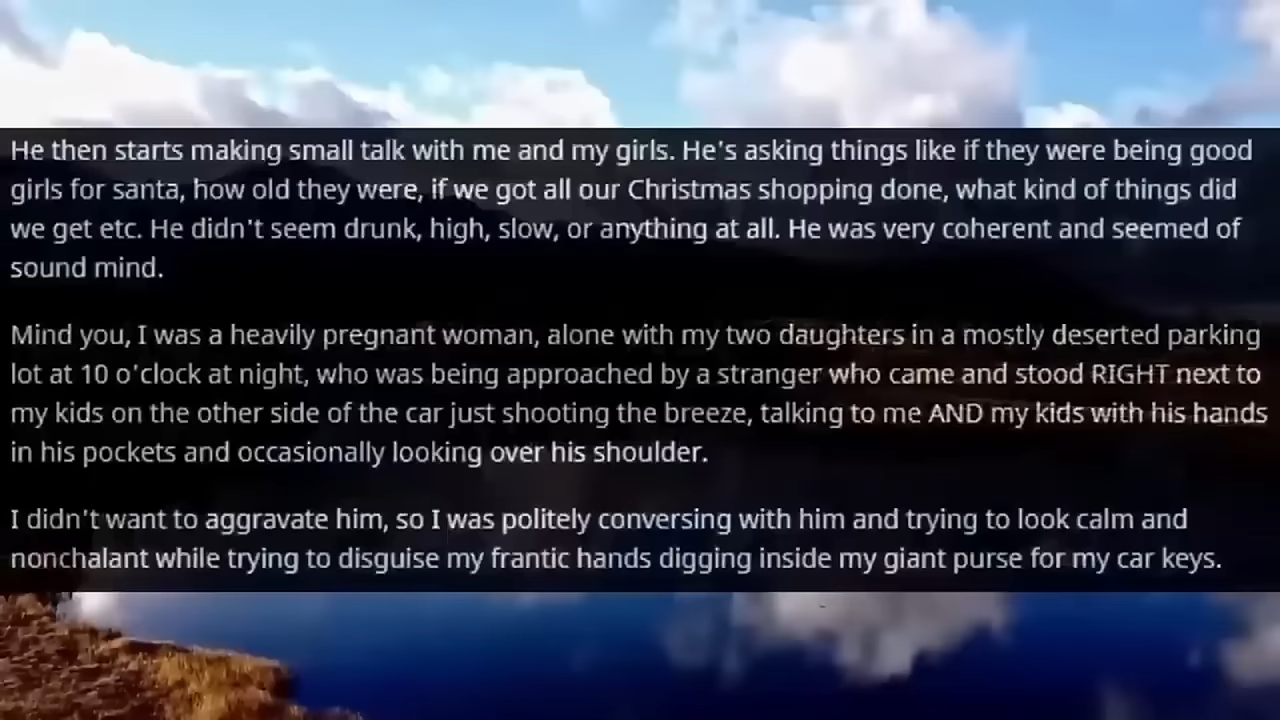 He then starts making small talk with me and my girls. He's asking things like if they were being good
girls for santa, how old they were, if we got all our Christmas shopping done, what kind of things did
we get etc. He didn't seem drunk, high, slow, or anything at all. He was very coherent and seemed of
sound mind.
Mind you, I was a heavily pregnant woman, alone with my two daughters in a mostly deserted parking
lot at 10 o'clock at night, who was being approached by a stranger who came and stood RIGHT next to
my kids on the other side of the car just shooting the breeze, talking to me AND my kids with his hands
in his pockets and occasionally looking over his shoulder.
I didn't want to aggravate him, so I was politely conversing with him and trying to look calm and
nonchalant while trying to disguise my frantic hands digging inside my giant purse for my car keys.